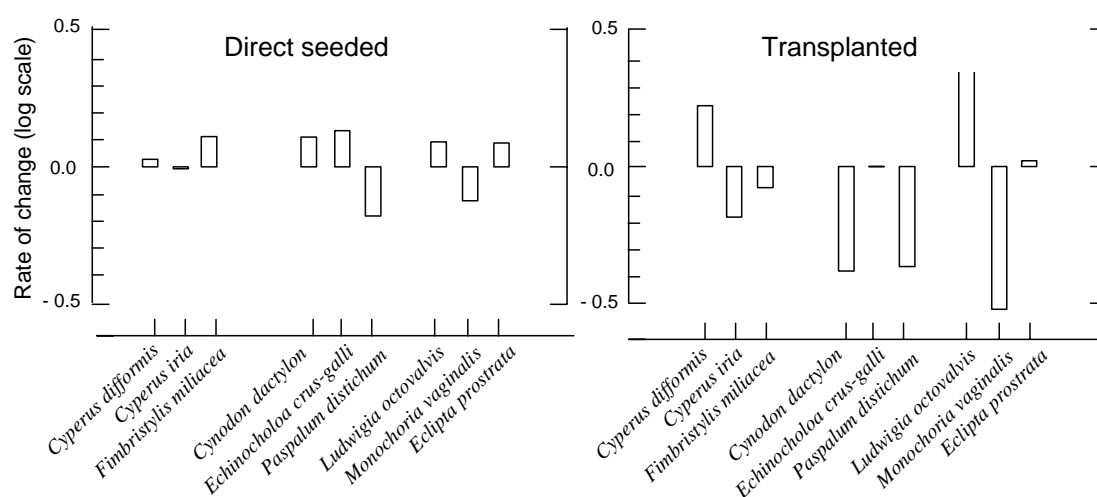 Rate of change (log scale)
0.5
0.0
- 0.5
Direct seeded
Cyperus difformis
Cyperus iria
Fimbristylis miliacea
Cynodon dactylon
Echinocholoa crus-galli
Paspalum distichum
Ludwigia octovalvis
Monochoria vaginalis
Eclipta prostrata
0.5
0.0
- 0.5
Transplanted
Cyperus difformis
Cyperus iria
Fimbristylis miliacea
Cynodon dactylon
Echinocholoa crus-galli
Paspalum distichum
Ludwigia octovalvis
Monochoria vaginalis
Eclipta prostrata